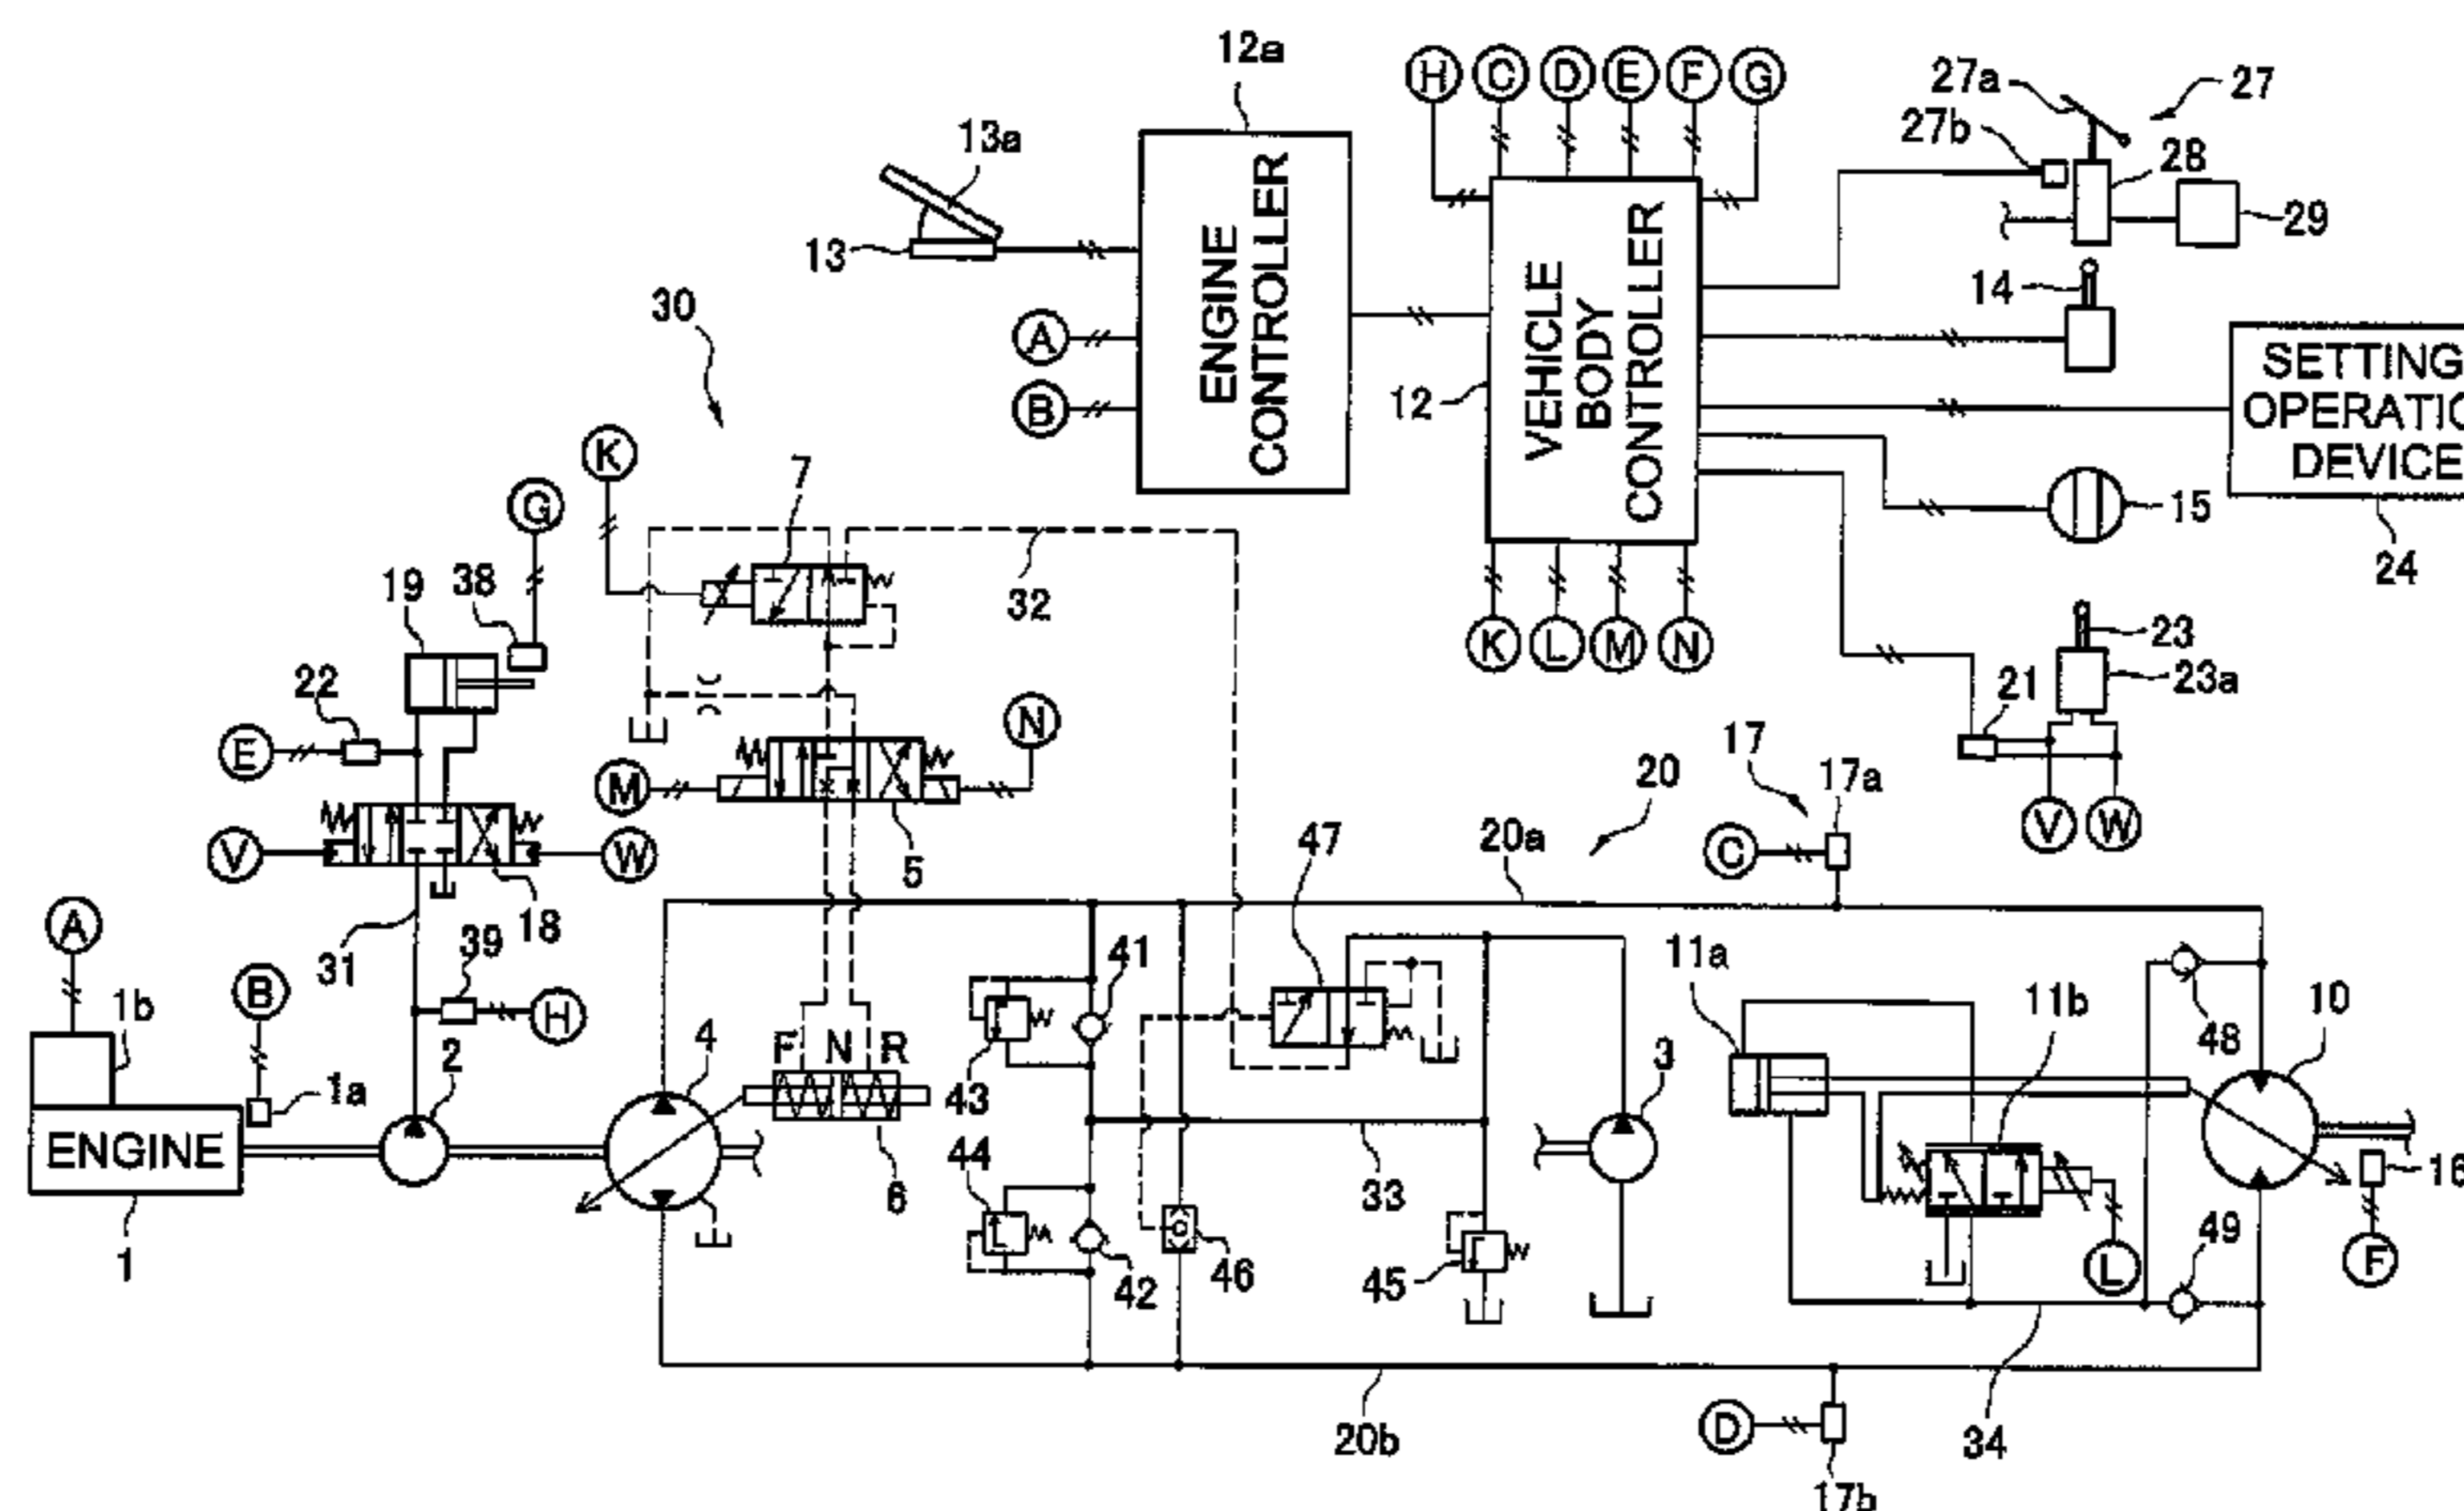 12a
H C D E F G
27a
27
27b
28
29
13a
13
ENGINE
CONTROLLER
VEHICLE
BODY
CONTROLLER
12
14
A
B
30
K
7
G
32
SETTING
OPERATIO
DEVICE
24
15
19
38
K L M N
23
23a
21
22
E
M
N
5
V
W
18
17
17a
V W
20
20a
C
47
31
39
H
A
1b
B
1a
2
4
F N R
6
41
43
44
42
46
33
45
3
11a
11b
48
10
49
L
16
F
34
ENGINE
1
20b
D
17b